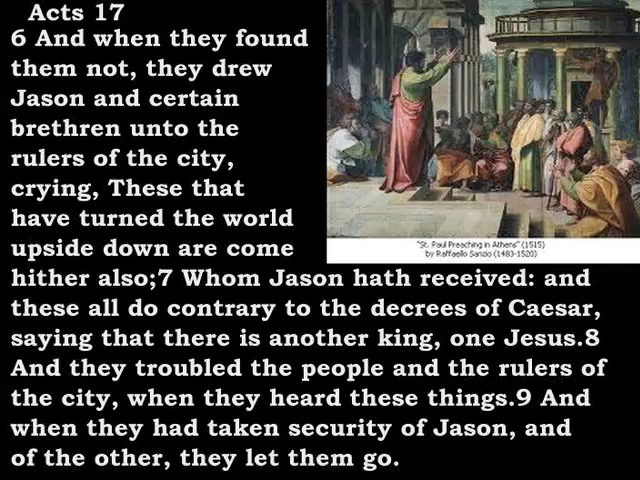 Acts 17
6 And when they found
them not, they drew
Jason and certain
brethren unto the
rulers of the city,
crying, These that
have turned the world
upside down are come
hither also;7 Whom Jason hath received: and
these all do contrary to the decrees of Caesar,
saying that there is another king, one Jesus.8
And they troubled the people and the rulers of
the city, when they heard these things.9 And
when they had taken security of Jason, and
of the other, they let them go.
"St. Paul Preaching in Athens" (1515)
by Raffaello Sanzio (1483-1520)